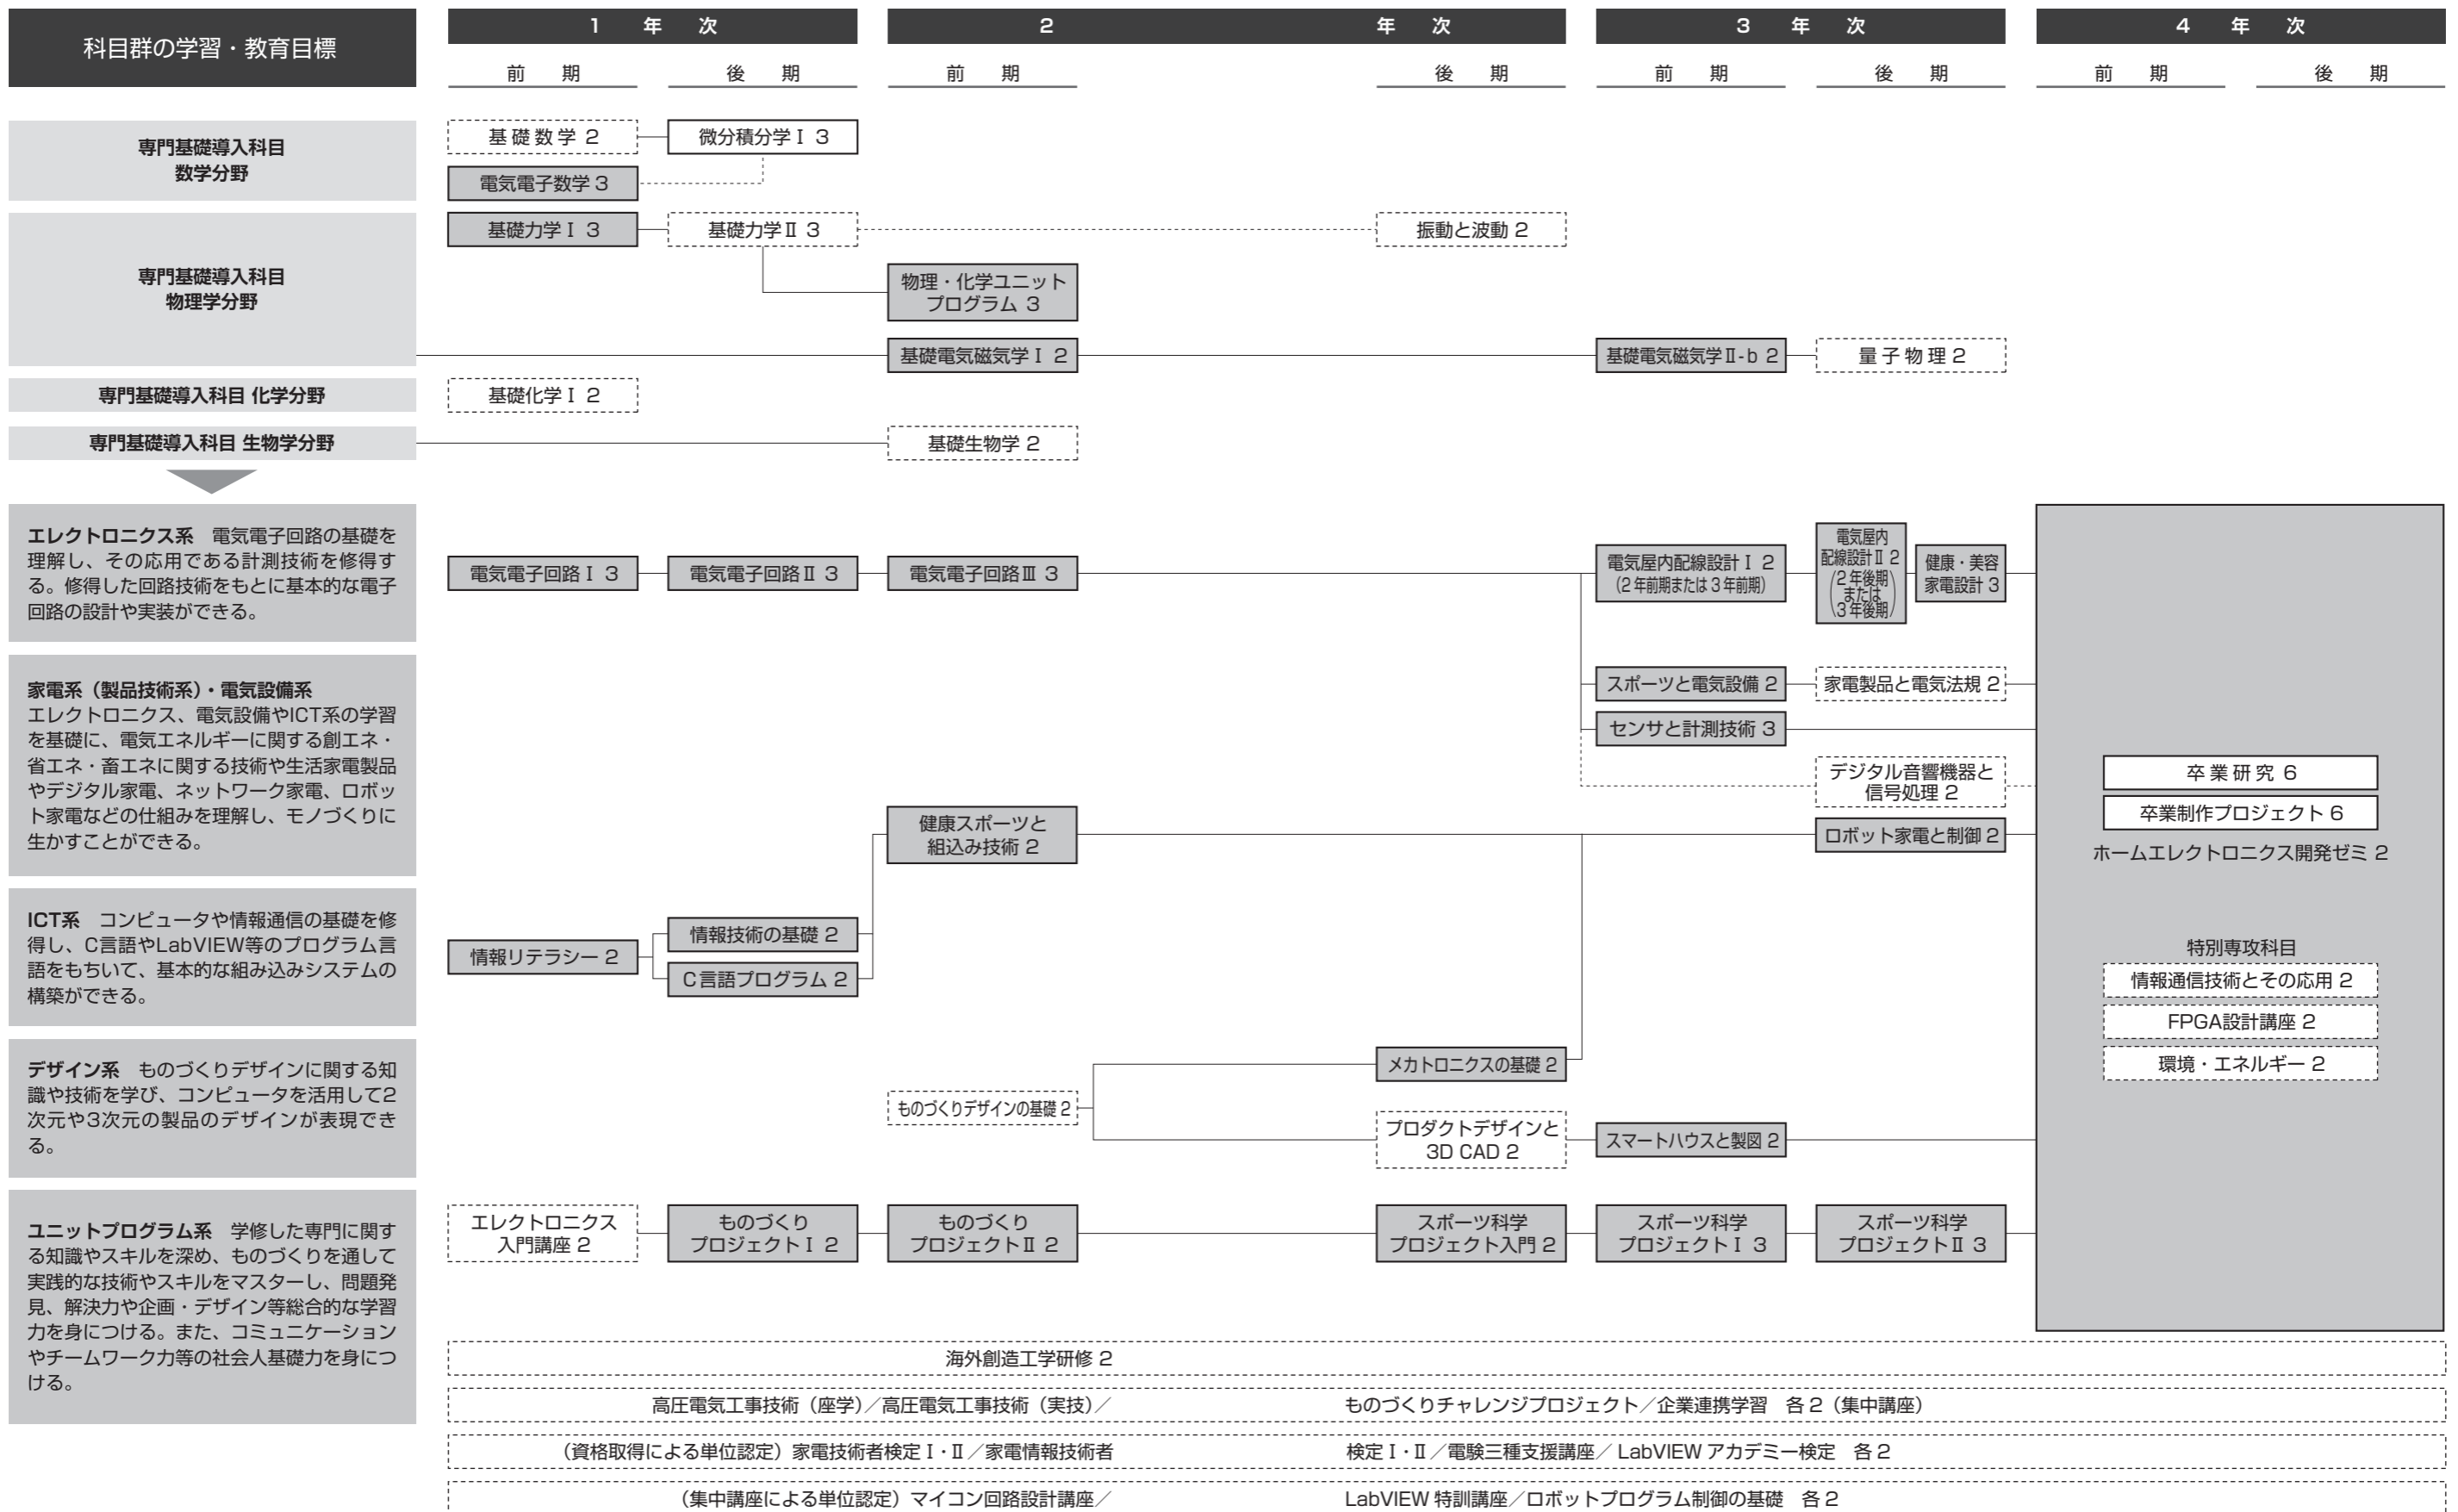 科目群の学習・教育目標
1 年 次
2 年 次
3 年 次
4 年 次
前 期
後 期
前 期
後 期
前 期
後 期
前 期
後 期
専門基礎導入科目
数学分野
基礎数学 2
微分積分学Ⅰ 3
電気電子数学 3
専門基礎導入科目
物理学分野
基礎力学Ⅰ 3
基礎力学Ⅱ 3
振動と波動 2
物理・化学ユニット
プログラム 3
基礎電気磁気学Ⅰ 2
基礎電気磁気学Ⅱ-b 2
量子物理 2
専門基礎導入科目 化学分野
基礎化学Ⅰ 2
専門基礎導入科目 生物学分野
基礎生物学 2
エレクトロニクス系 電気電子回路の基礎を
理解し、その応用である計測技術を修得す
る。修得した回路技術をもとに基本的な電子
回路の設計や実装ができる。
電気電子回路Ⅰ 3
電気電子回路Ⅱ 3
電気電子回路Ⅲ 3
電気屋内配線設計Ⅰ 2
(2年前期または3年前期)
電気屋内
配線設計Ⅱ 2
(2年後期
または
3年後期)
健康・美容
家電設計 3
家電系(製品技術系)・電気設備系
エレクトロニクス、電気設備やICT系の学習
を基礎に、電気エネルギーに関する創エネ・
省エネ・畜エネに関する技術や生活家電製品
やデジタル家電、ネットワーク家電、ロボッ
ト家電などの仕組みを理解し、モノづくりに
生かすことができる。
スポーツと電気設備 2
家電製品と電気法規 2
センサと計測技術 3
デジタル音響機器と
信号処理 2
健康スポーツと
組込み技術 2
ロボット家電と制御 2
卒業研究 6
卒業制作プロジェクト 6
ホームエレクトロニクス開発ゼミ 2
特別専攻科目
情報通信技術とその応用 2
FPGA設計講座 2
環境・エネルギー 2
ICT系 コンピュータや情報通信の基礎を修
得し、C言語やLabVIEW等のプログラム言
語をもちいて、基本的な組み込みシステムの
構築ができる。
情報リテラシー 2
情報技術の基礎 2
C言語プログラム 2
デザイン系 ものづくりデザインに関する知
識や技術を学び、コンピュータを活用して2
次元や3次元の製品のデザインが表現でき
る。
ものづくりデザインの基礎 2
メカトロニクスの基礎 2
プロダクトデザインと
3D CAD 2
スマートハウスと製図 2
ユニットプログラム系 学修した専門に関す
る知識やスキルを深め、ものづくりを通して
実践的な技術やスキルをマスターし、問題発
見、解決力や企画・デザイン等総合的な学習
力を身につける。また、コミュニケーション
やチームワーク力等の社会人基礎力を身につ
ける。
エレクトロニクス
入門講座 2
ものづくり
プロジェクトⅠ 2
ものづくり
プロジェクトⅡ 2
スポーツ科学
プロジェクト入門 2
スポーツ科学
プロジェクトⅠ 3
スポーツ科学
プロジェクトⅡ 3
海外創造工学研修 2
高圧電気工事技術(座学)/高圧電気工事技術(実技)/ ものづくりチャレンジプロジェクト/企業連携学習 各2(集中講座)
(資格取得による単位認定)家電技術者検定Ⅰ・Ⅱ/家電情報技術者 検定Ⅰ・Ⅱ/電験三種支援講座/LabVIEWアカデミー検定 各2
(集中講座による単位認定)マイコン回路設計講座/ LabVIEW特訓講座/ロボットプログラム制御の基礎 各2